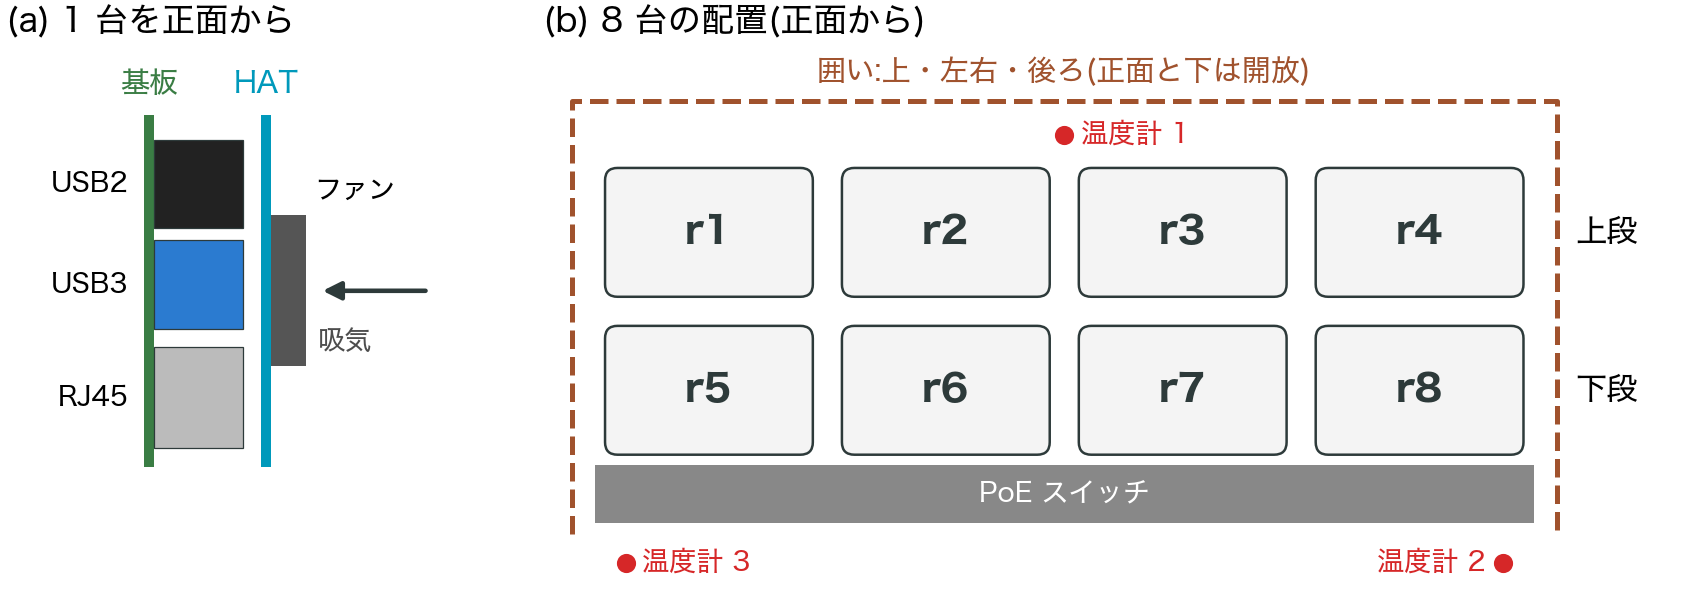 (a) 1 台を正面から
基板
HAT
USB2
USB3
RJ45
ファン
吸気
(b) 8 台の配置(正面から)
囲い:上・左右・後ろ(正面と下は開放)
温度計 1
r1
r2
r3
r4
上段
r5
r6
r7
r8
下段
PoE スイッチ
温度計 3
温度計 2